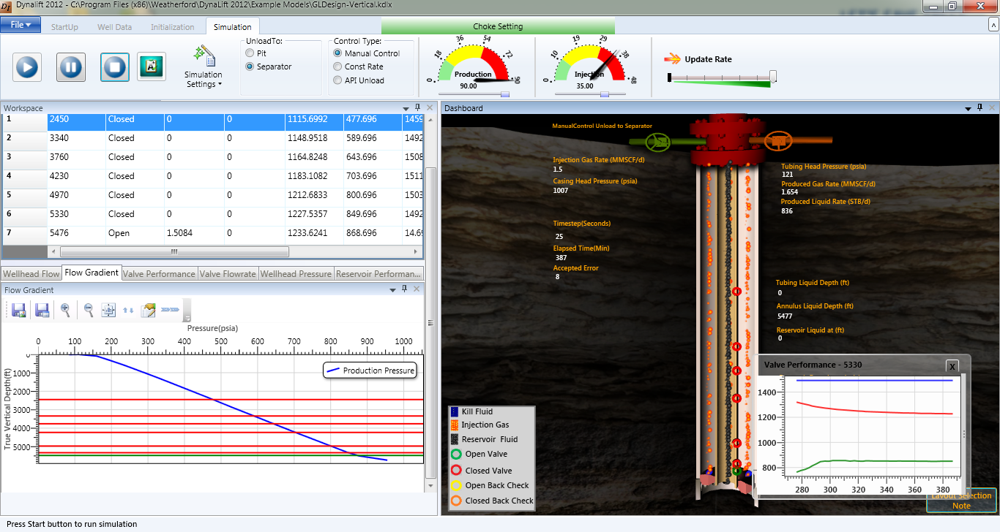 Dynalift 2012 - C:\Program Files (x86)\Weatherford\DynaLift 2012\Example Models\GLDesign-Vertical.kdlx
File StartUp Well Data Initialization Simulation
Choke Setting
Simulation
Settings
UnloadTo:
Pit
Separator
Control Type:
Manual Control
Const Rate
API Unload
0 18 36 54 72 90
Production
90.00
0 10 19 29 38 48
Injection
35.00
Update Rate
Workspace
1 2450 Closed 0 0 1115.6992 477.696 1459
2 3340 Closed 0 0 1148.9518 589.696 1492
3 3760 Closed 0 0 1164.8248 643.696 1508
4 4230 Closed 0 0 1183.1082 703.696 1511
5 4970 Closed 0 0 1212.6833 800.696 1503
6 5330 Closed 0 0 1227.5357 849.696 1492
7 5476 Open 1.5084 0 1233.6241 868.696 14.69
Wellhead Flow Flow Gradient Valve Performance Valve Flowrate Wellhead Pressure Reservoir Performan...
Flow Gradient
Pressure(psia)
0 100 200 300 400 500 600 700 800 900 1000
True Vertical Depth(ft)
0
1000
2000
3000
4000
5000
Production Pressure
Dashboard
ManualControl Unload to Separator
Injection Gas Rate (MMSCF/d)
1.5
Casing Head Pressure (psia)
1007
Timestep(Seconds)
25
Elapsed Time(Min)
387
Accepted Error
8
Tubing Head Pressure (psia)
121
Produced Gas Rate (MMSCF/d)
1.654
Produced Liquid Rate (STB/d)
836
Tubing Liquid Depth (ft)
0
Annulus Liquid Depth (ft)
5477
Reservoir Liquid at (ft)
0
Kill Fluid
Injection Gas
Reservoir Fluid
Open Valve
Closed Valve
Open Back Check
Closed Back Check
Valve Performance - 5330
X
1400
1200
1000
800
280 300 320 340 360 380
Layout Selection
Note
Press Start button to run simulation